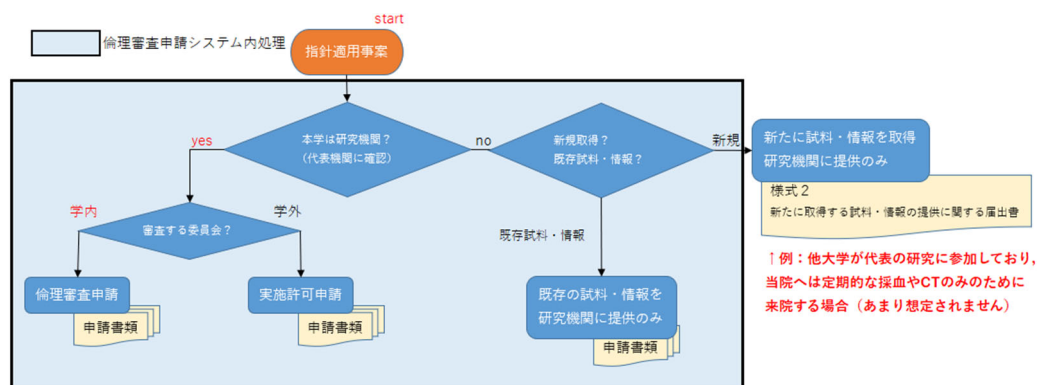 start
倫理審査申請システム内処理
指針適用事案
本学は研究機関？
（代表機関に確認）
yes
no
新規取得？
既存試料・情報？
新規
新たに試料・情報を取得
研究機関に提供のみ
様式２
新たに取得する試料・情報の提供に関する届出書
↑例：他大学が代表の研究に参加しており,
当院へは定期的な採血やCTのみのために
来院する場合（あまり想定されません）
学内
審査する委員会？
学外
既存試料・情報
倫理審査申請
申請書類
実施許可申請
申請書類
既存の試料・情報を
研究機関に提供のみ
申請書類